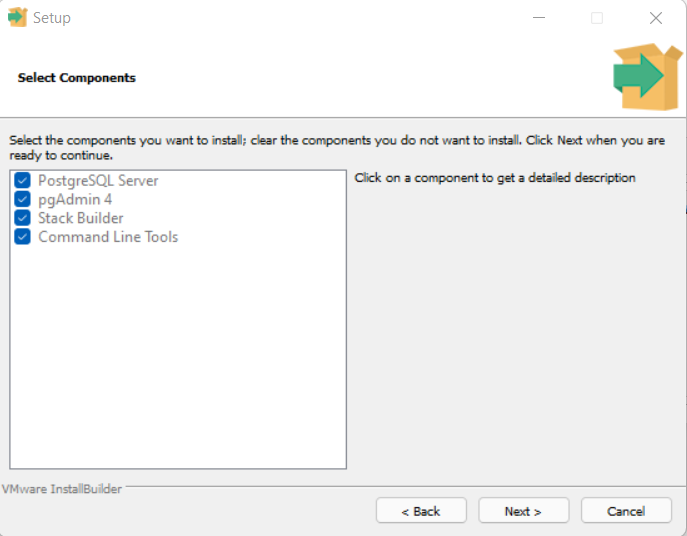 Setup
Select Components
Select the components you want to install; clear the components you do not want to install. Click Next when you are
ready to continue.
PostgreSQL Server
pgAdmin 4
Stack Builder
Command Line Tools
Click on a component to get a detailed description
VMware InstallBuilder
< Back
Next >
Cancel